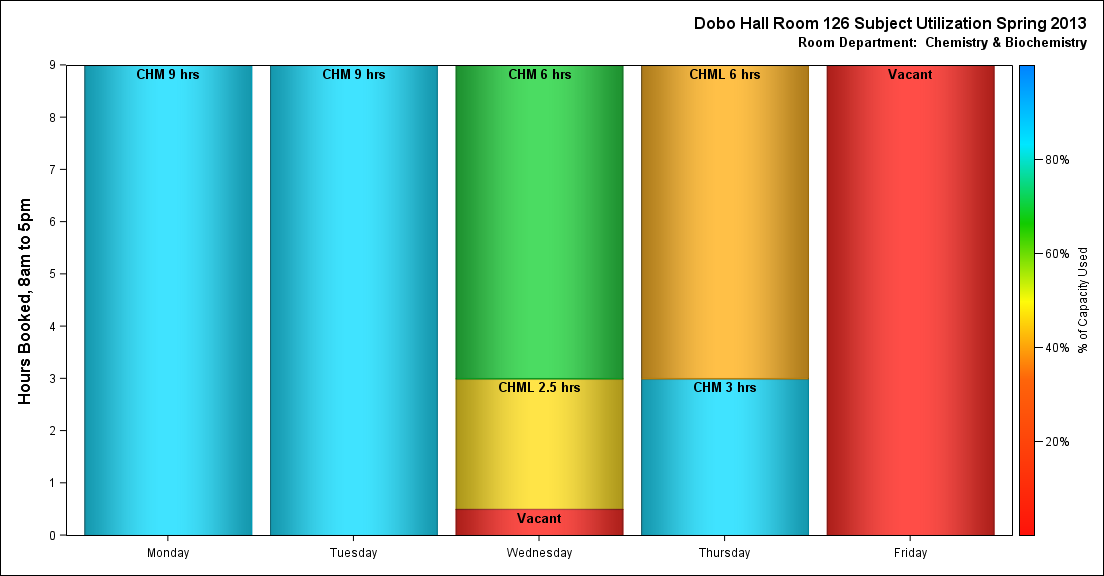 Dobo Hall Room 126 Subject Utilization Spring 2013
Room Department:  Chemistry & Biochemistry
Hours Booked, 8am to 5pm
9
8
7
6
5
4
3
2
1
0
CHM 9 hrs
CHM 9 hrs
CHM 6 hrs
CHML 6 hrs
Vacant
CHML 2.5 hrs
CHM 3 hrs
Vacant
Monday
Tuesday
Wednesday
Thursday
Friday
80%
60%
40%
20%
% of Capacity Used